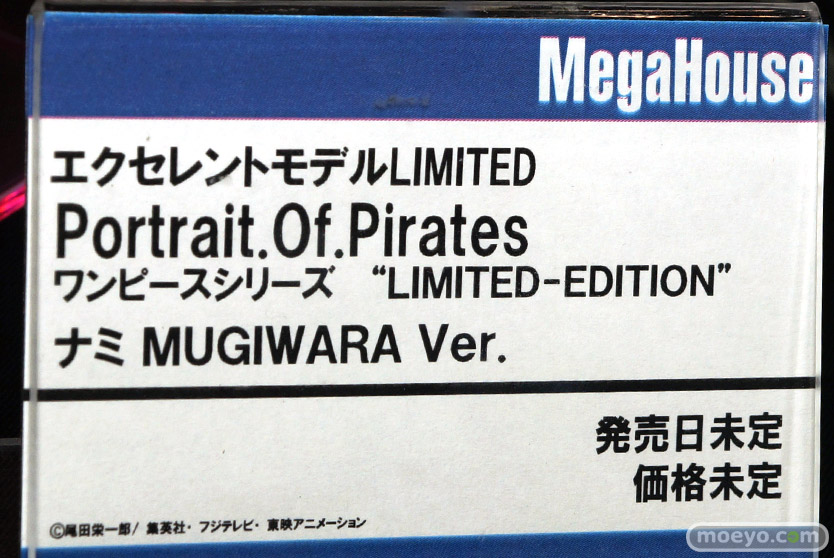 MegaHouse
エクセレントモデルLIMITED
Portrait.Of.Pirates
ワンピースシリーズ “LIMITED-EDITION”
ナミ MUGIWARA Ver.
発売日未定
価格未定
©尾田栄一郎/ 集英社・ フジテレビ・ 東映アニメーション
moeyo.com